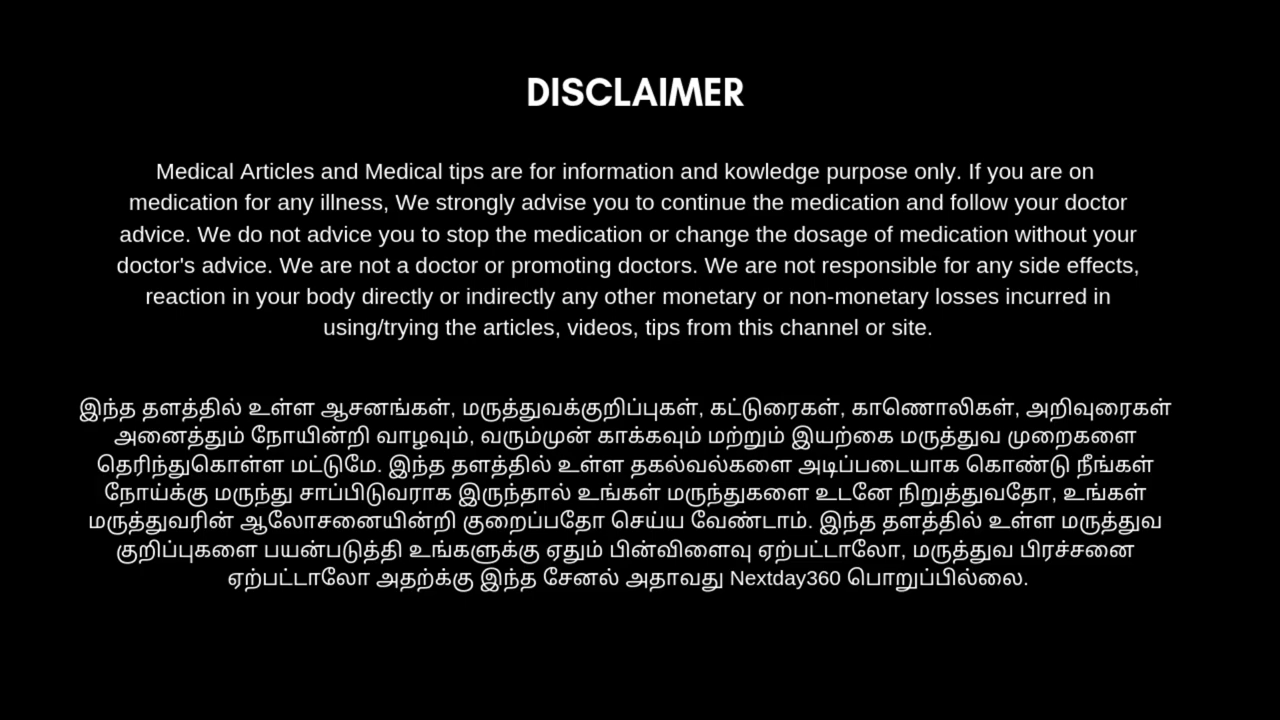 DISCLAIMER
Medical Articles and Medical tips are for information and kowledge purpose only. If you are on
medication for any illness, We strongly advise you to continue the medication and follow your doctor
advice. We do not advice you to stop the medication or change the dosage of medication without your
doctor's advice. We are not a doctor or promoting doctors. We are not responsible for any side effects,
reaction in your body directly or indirectly any other monetary or non-monetary losses incurred in
using/trying the articles, videos, tips from this channel or site.
இந்த தளத்தில் உள்ள ஆசனங்கள், மருத்துவக்குறிப்புகள், கட்டுரைகள், காணொலிகள், அறிவுரைகள்
அனைத்தும் நோயின்றி வாழவும், வரும்முன் காக்கவும் மற்றும் இயற்கை மருத்துவ முறைகளை
தெரிந்துகொள்ள மட்டுமே. இந்த தளத்தில் உள்ள தகல்வல்களை அடிப்படையாக கொண்டு நீங்கள்
நோய்க்கு மருந்து சாப்பிடுவராக இருந்தால் உங்கள் மருந்துகளை உடனே நிறுத்துவதோ, உங்கள்
மருத்துவரின் ஆலோசனையின்றி குறைப்பதோ செய்ய வேண்டாம். இந்த தளத்தில் உள்ள மருத்துவ
குறிப்புகளை பயன்படுத்தி உங்களுக்கு ஏதும் பின்விளைவு ஏற்பட்டாலோ, மருத்துவ பிரச்சனை
ஏற்பட்டாலோ அதற்க்கு இந்த சேனல் அதாவது Nextday360 பொறுப்பில்லை.